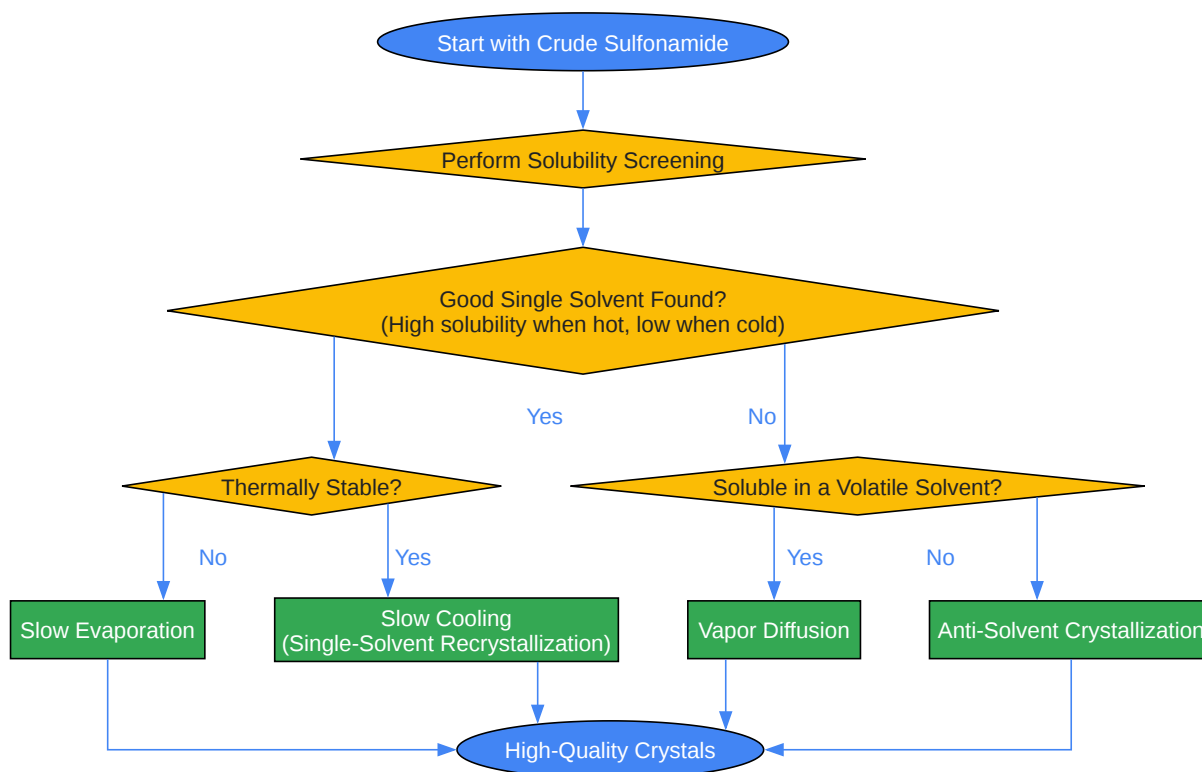 Start with Crude Sulfonamide
Perform Solubility Screening
Good Single Solvent Found?
(High solubility when hot, low when cold)
Yes
No
Thermally Stable?
Soluble in a Volatile Solvent?
No
Yes
Yes
No
Slow Evaporation
Slow Cooling
(Single-Solvent Recrystallization)
Vapor Diffusion
Anti-Solvent Crystallization
High-Quality Crystals